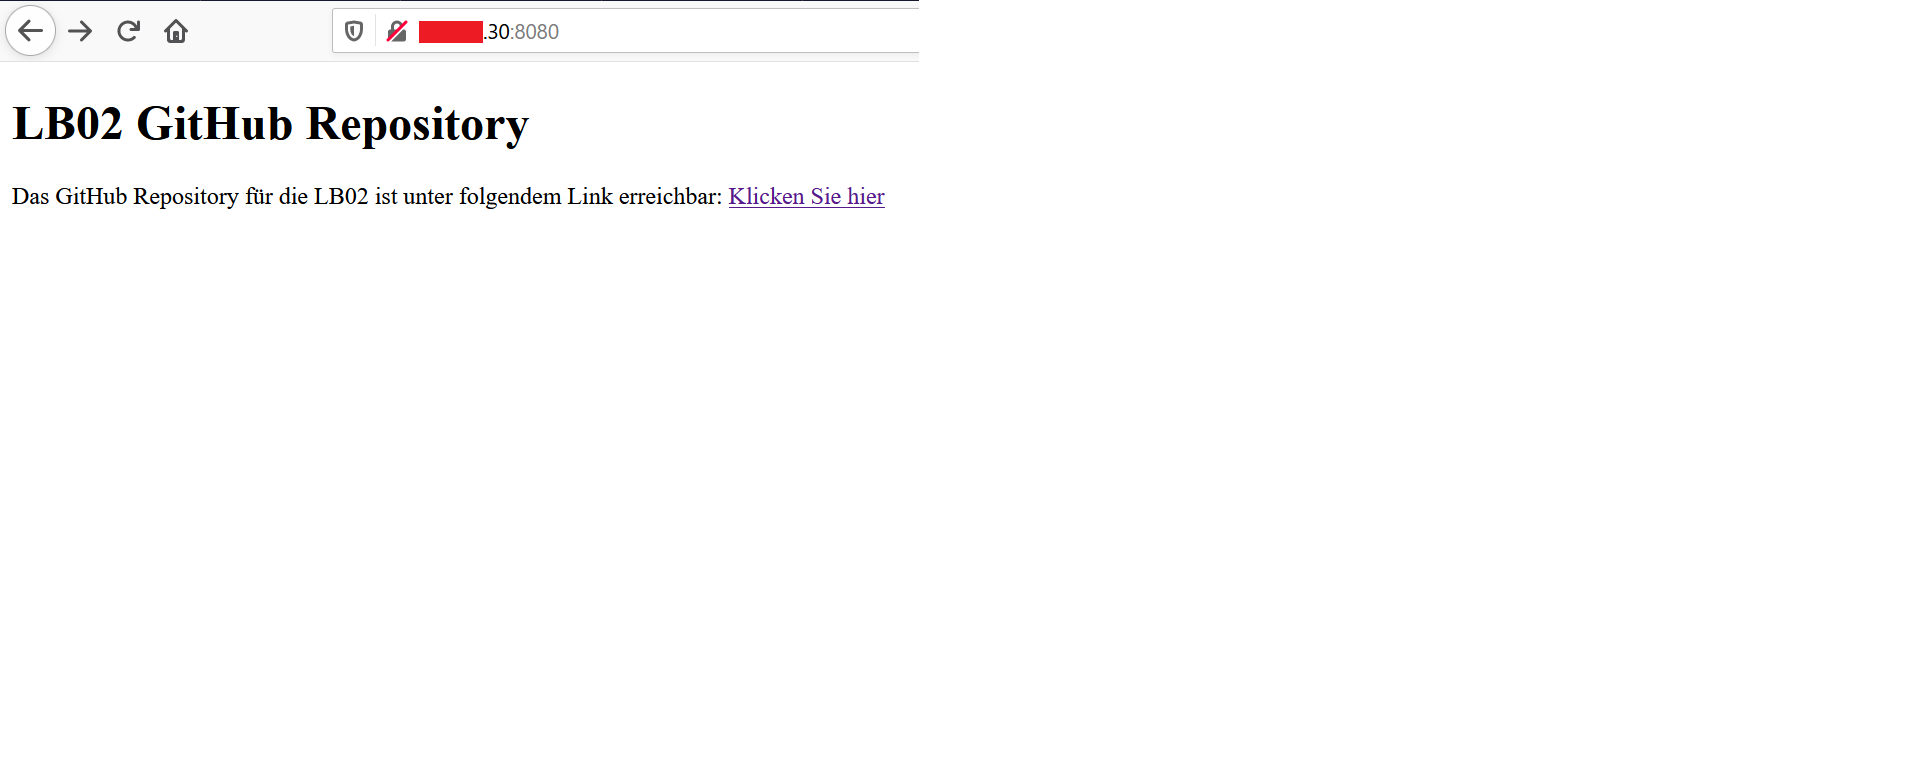 .30:8080
LB02 GitHub Repository
Das GitHub Repository für die LB02 ist unter folgendem Link erreichbar: Klicken Sie hier